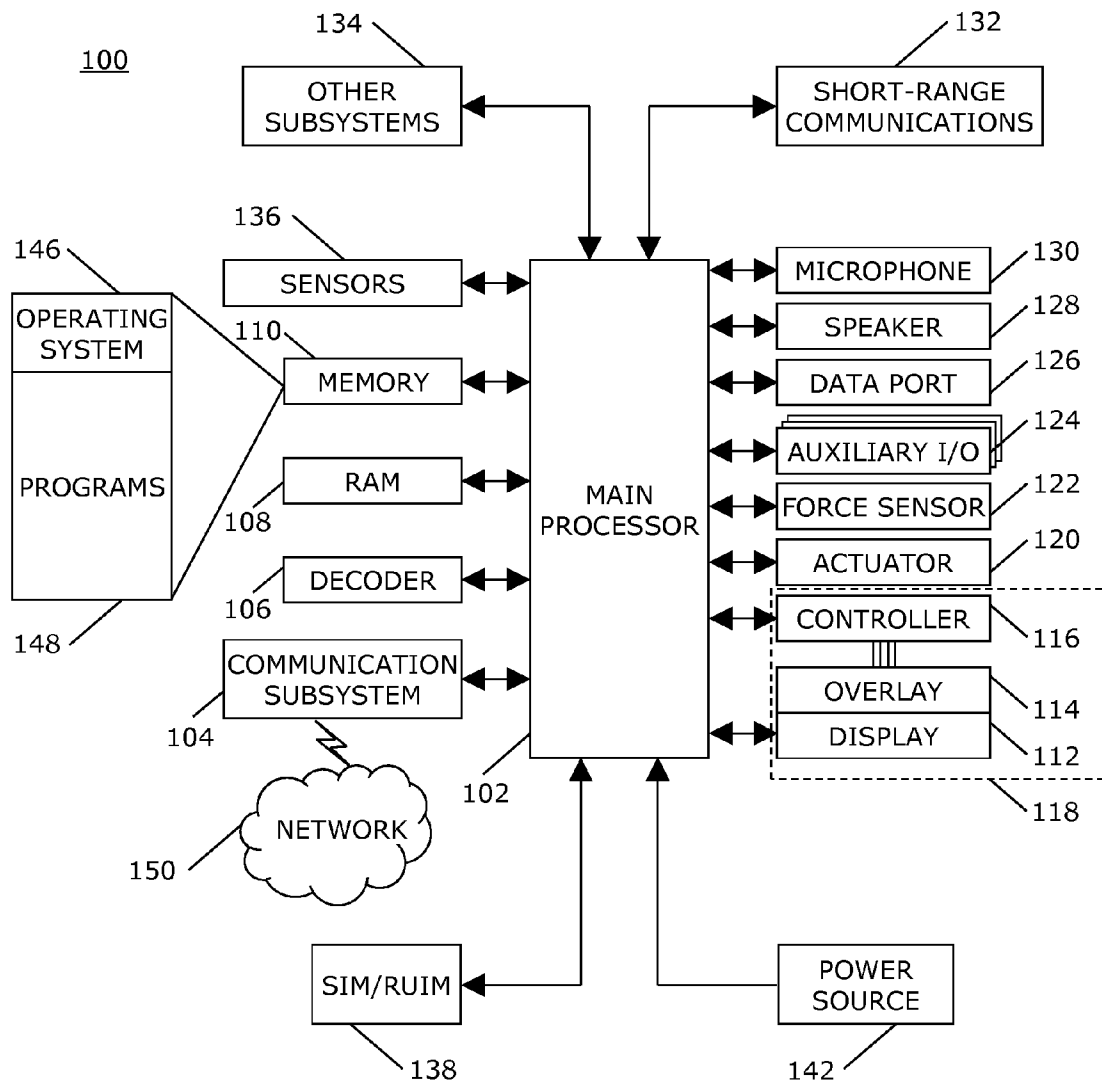 134
132
100
OTHER
SUBSYSTEMS
SHORT-RANGE
COMMUNICATIONS
136
146
SENSORS
MICROPHONE
130
OPERATING
SYSTEM
110
SPEAKER
128
MEMORY
DATA PORT
126
124
AUXILIARY I/O
PROGRAMS
RAM
MAIN
PROCESSOR
FORCE SENSOR
122
108
ACTUATOR
120
DECODER
106
CONTROLLER
116
148
COMMUNICATION
SUBSYSTEM
OVERLAY
114
104
DISPLAY
112
102
118
NETWORK
150
SIM/RUIM
POWER
SOURCE
138
142